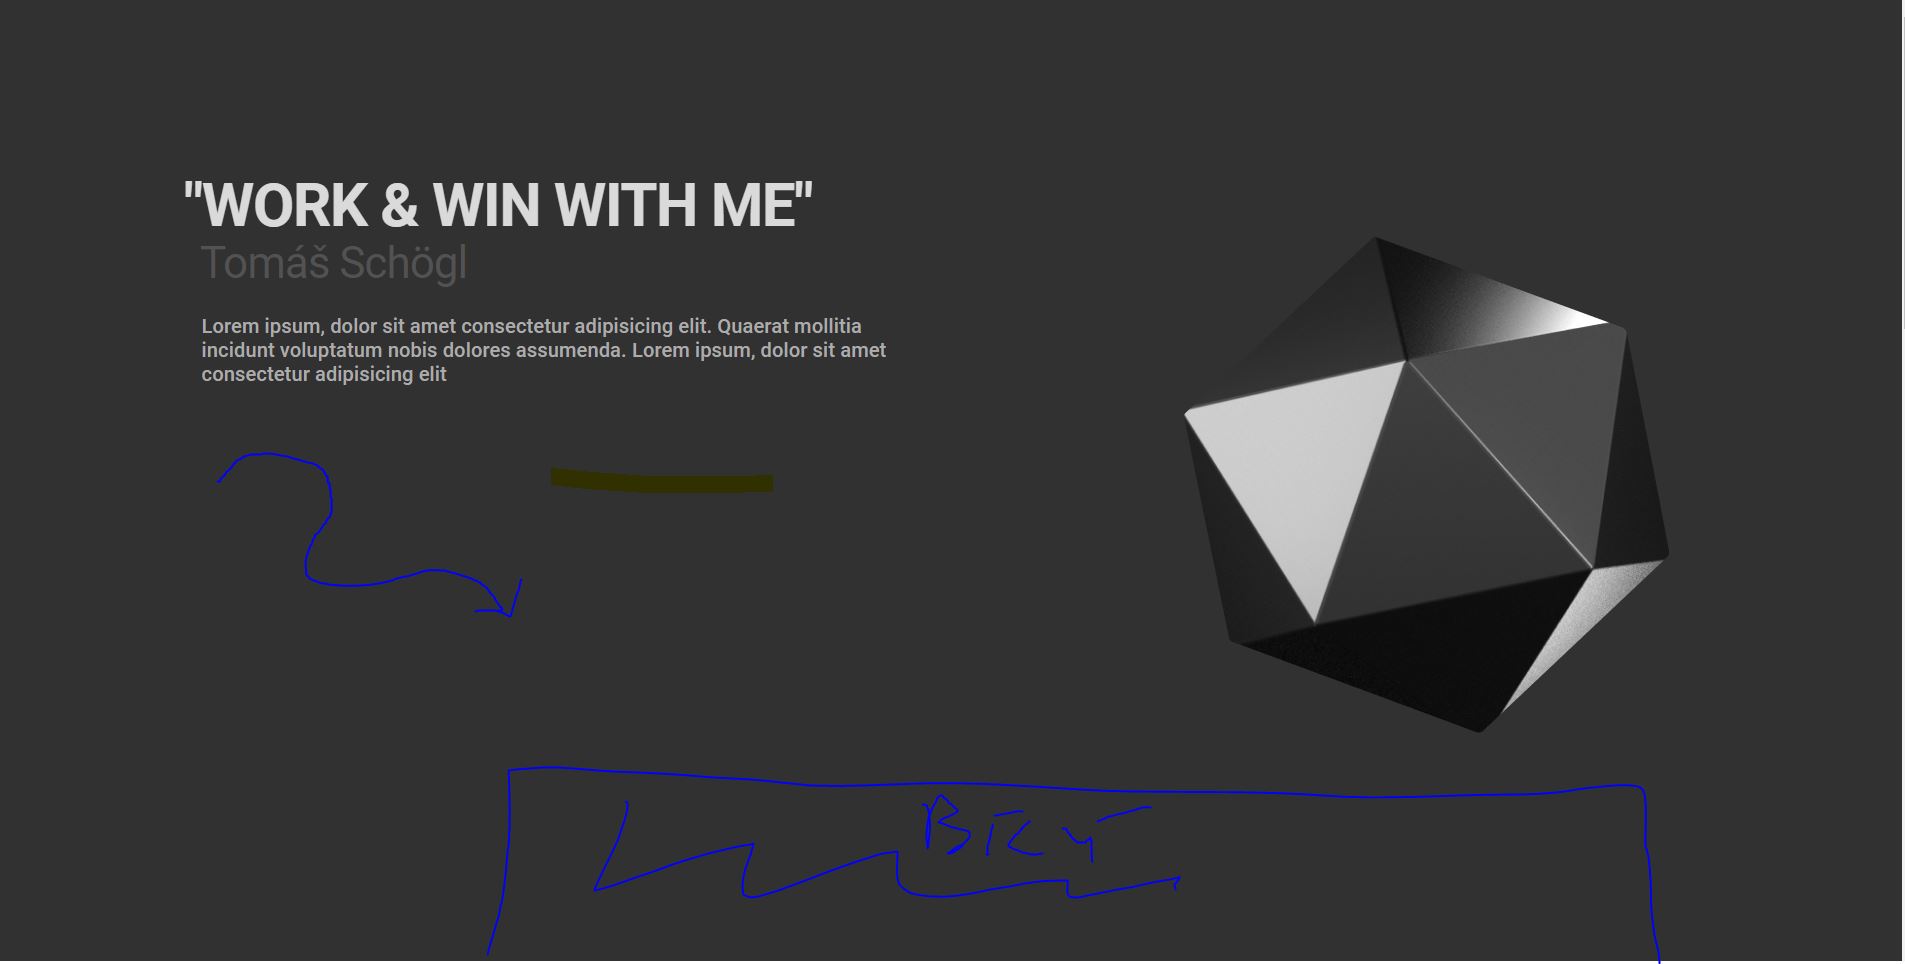 "WORK & WIN WITH ME"
Tomáš Schögl
Lorem ipsum, dolor sit amet consectetur adipisicing elit. Quaerat mollitia
incidunt voluptatum nobis dolores assumenda. Lorem ipsum, dolor sit amet
consectetur adipisicing elit